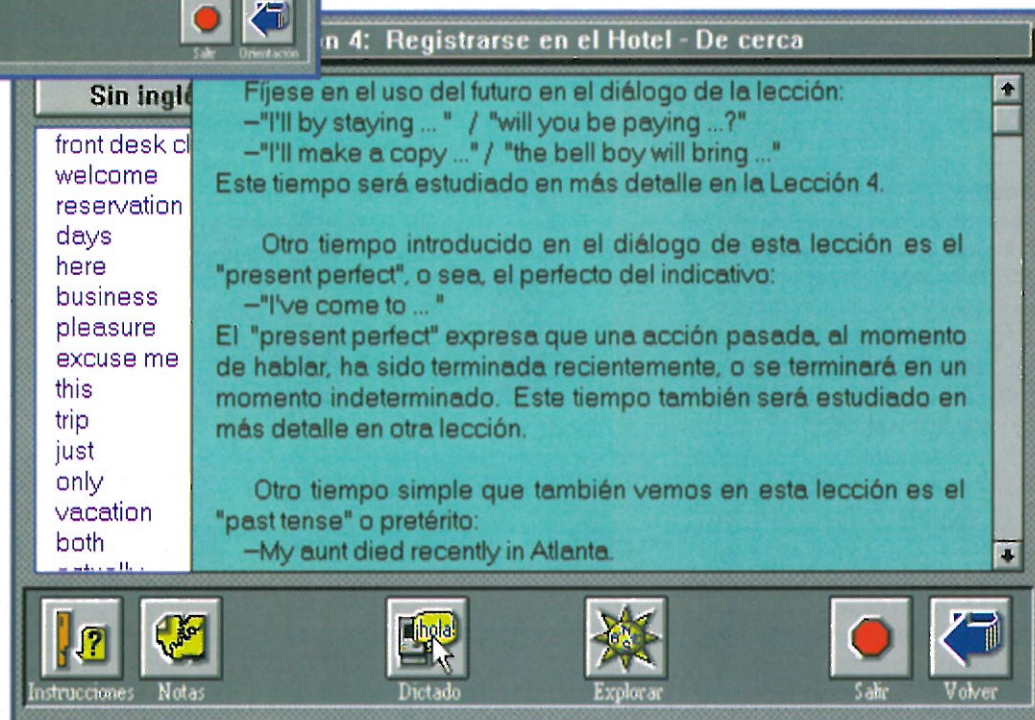 Salir Orientación
n 4: Registrarse en el Hotel - De cerca
Sin inglé
front desk cl
welcome
reservation
days
here
business
pleasure
excuse me
this
trip
just
only
vacation
both
actually
Fíjese en el uso del futuro en el diálogo de la lección:
–"I'll by staying ... " / "will you be paying ...?"
–"I'll make a copy ..." / "the bell boy will bring ..."
Este tiempo será estudiado en más detalle en la Lección 4.
Otro tiempo introducido en el diálogo de esta lección es el
"present perfect", o sea, el perfecto del indicativo:
–"I've come to ... "
El "present perfect" expresa que una acción pasada, al momento
de hablar, ha sido terminada recientemente, o se terminará en un
momento indeterminado. Este tiempo también será estudiado en
más detalle en otra lección.
Otro tiempo simple que también vemos en esta lección es el
"past tense" o pretérito:
–My aunt died recently in Atlanta.
¡hola!
Instrucciones Notas Dictado Explorar Salir Volver